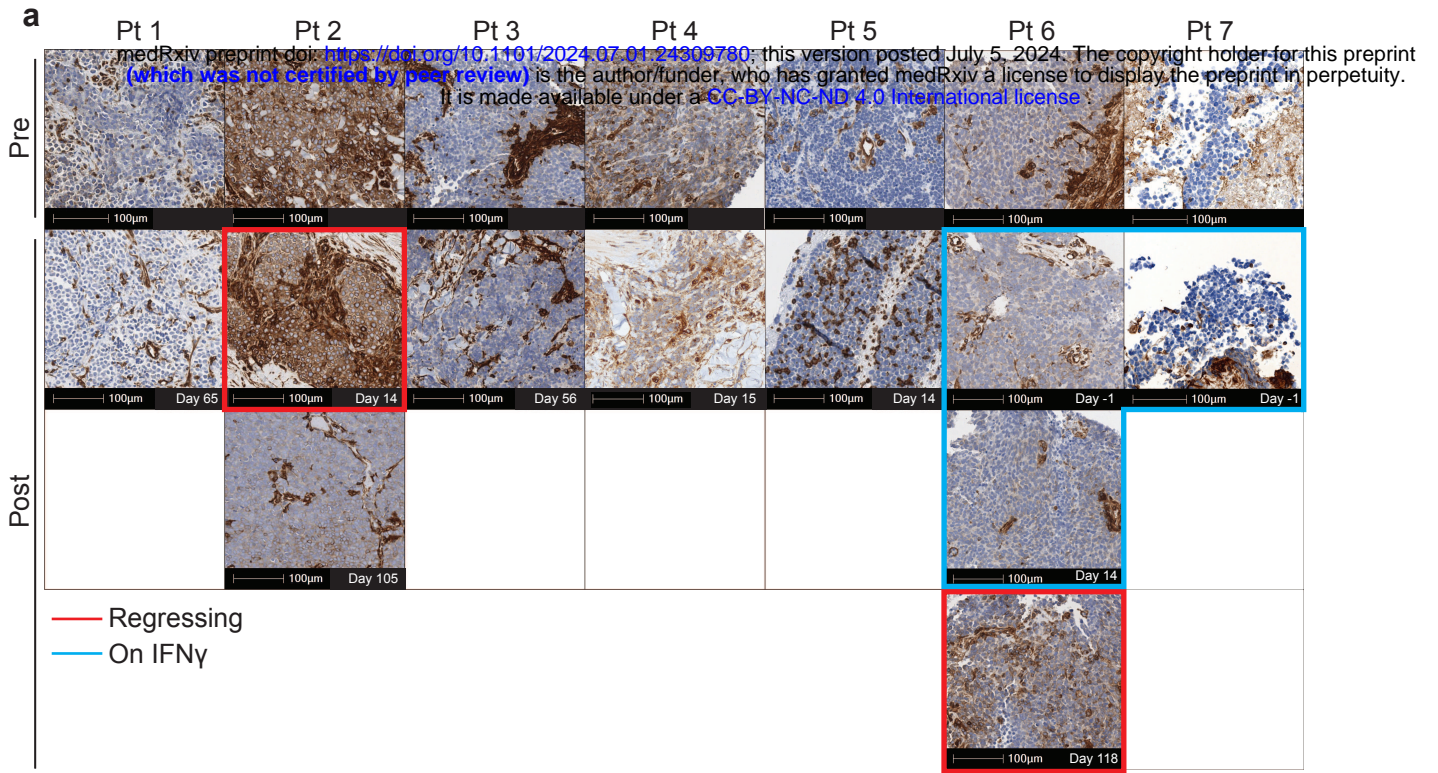 a
Pt 1 Pt 2 Pt 3 Pt 4 Pt 5 Pt 6 Pt 7
medRxiv preprint doi: https://doi.org/10.1101/2024.07.01.24309780; this version posted July 5, 2024. The copyright holder for this preprint
(which was not certified by peer review) is the author/funder, who has granted medRxiv a license to display the preprint in perpetuity.
It is made available under a CC-BY-NC-ND 4.0 International license .
Pre
100µm 100µm 100µm 100µm 100µm 100µm 100µm
Post
100µm Day 65 100µm Day 14 100µm Day 56 100µm Day 15 100µm Day 14 100µm Day -1 100µm Day -1
100µm Day 105 100µm Day 14
Regressing
On IFNγ
100µm Day 118